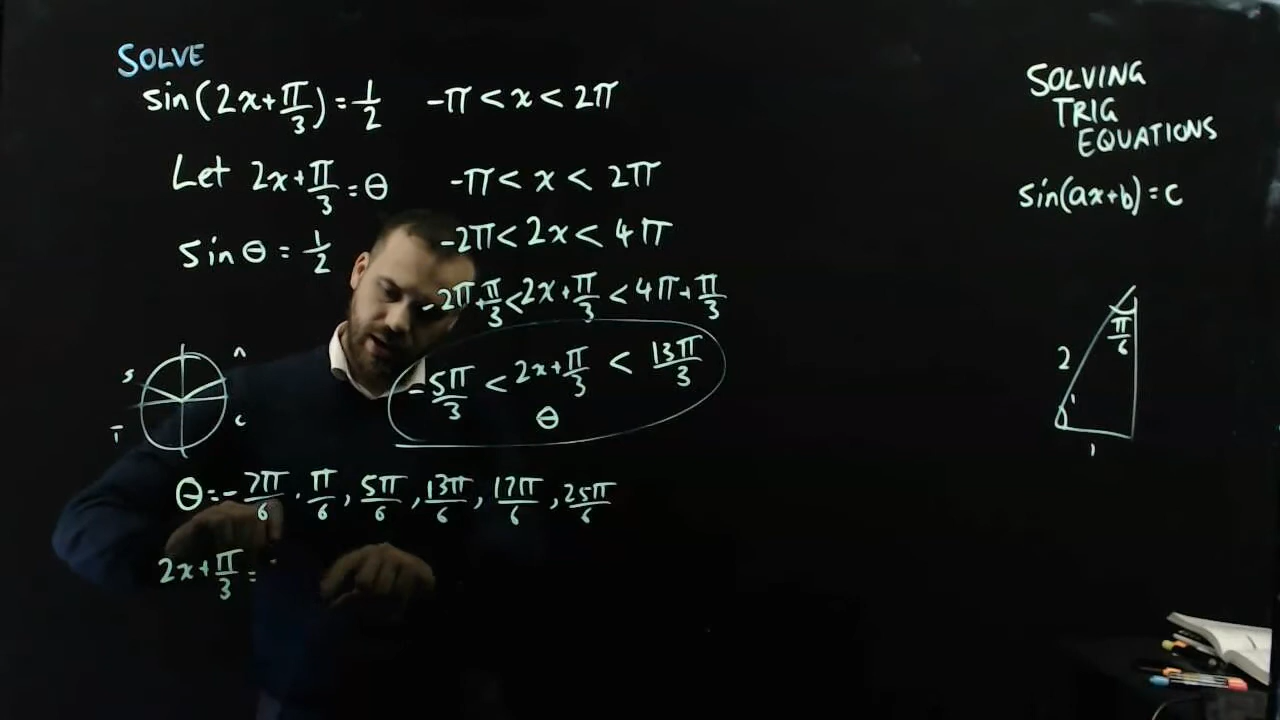 SOLVE
sin(2x+π/3)=1/2 -π < x < 2π
Let 2x+π/3=θ -π < x < 2π
sin θ = 1/2 -2π < 2x < 4π
-2π+π/3 < 2x+π/3 < 4π+π/3
-5π/3 < 2x+π/3 < 13π/3
θ
S A
T C
θ=-7π/6, π/6, 5π/6, 13π/6, 17π/6, 25π/6
2x+π/3 =
SOLVING
TRIG
EQUATIONS
sin(ax+b)=c
π/6
2
1